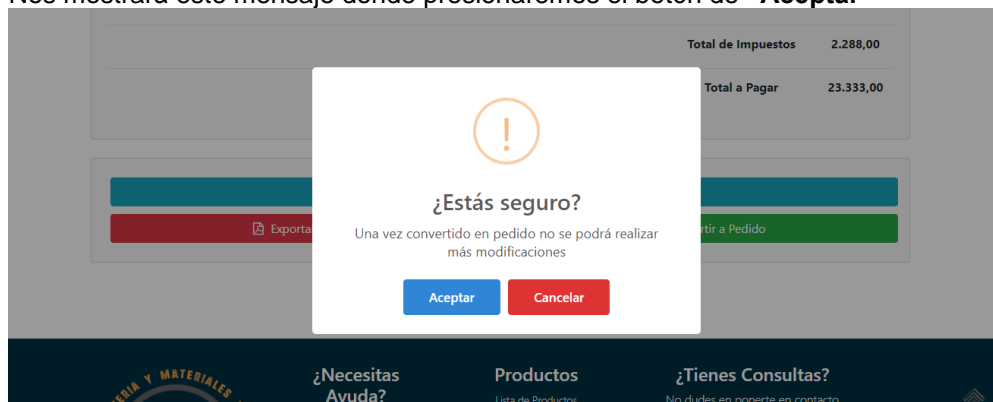 Nos mostrará este mensaje donde presionaremos el botón de "Aceptar"
Total de Impuestos 2.288,00
Total a Pagar 23.333,00
¿Estás seguro?
Una vez convertido en pedido no se podrá realizar
más modificaciones
Aceptar Cancelar
¿Necesitas
Ayuda?
Productos
Lista de Productos
¿Tienes Consultas?
No dudes en ponerte en contacto
Y MATERIALES